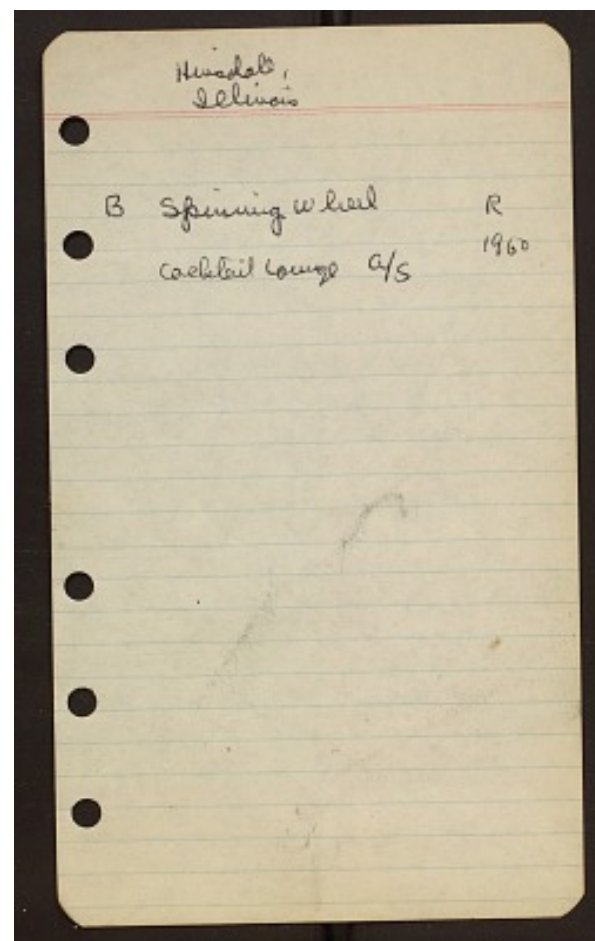 Hinsdale,
Illinois
B Spinning Wheel R
1960
Cocktail Lounge a/s